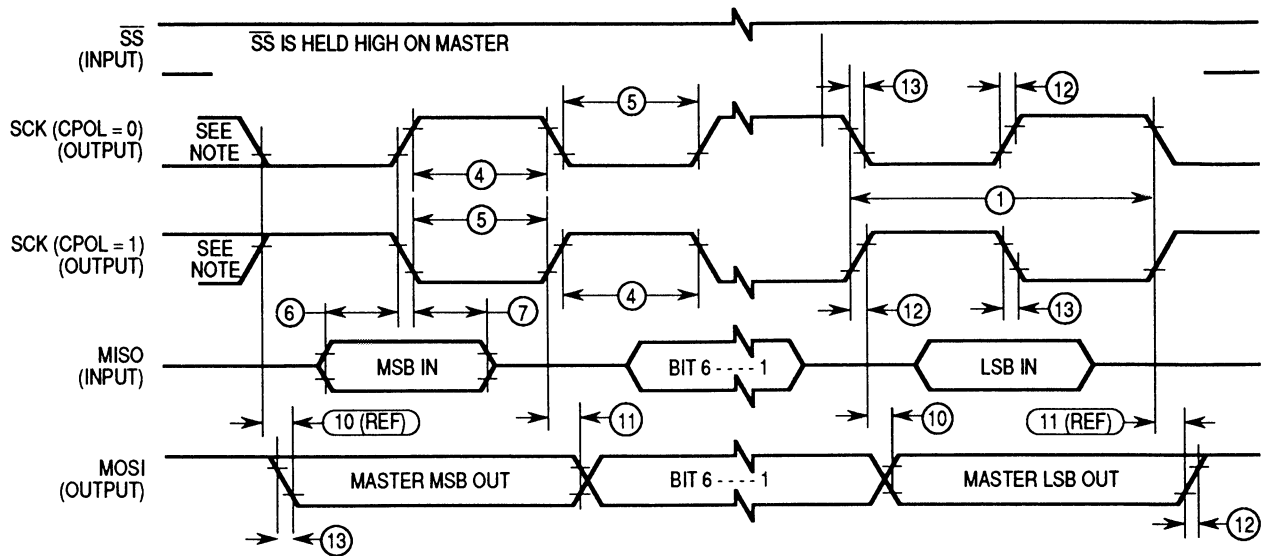 SS
(INPUT)
SS IS HELD HIGH ON MASTER
13
12
5
SCK (CPOL = 0)
(OUTPUT)
SEE
NOTE
4
1
5
SCK (CPOL = 1)
(OUTPUT)
SEE
NOTE
4
6
7
12
13
MISO
(INPUT)
MSB IN
BIT 6 - - - - - 1
LSB IN
10 (REF)
11
10
11 (REF)
MOSI
(OUTPUT)
MASTER MSB OUT
BIT 6 - - - - - 1
MASTER LSB OUT
13
12